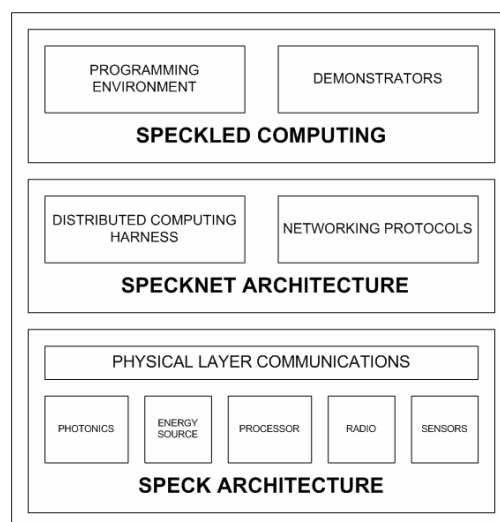 PROGRAMMING
ENVIRONMENT
DEMONSTRATORS
SPECKLED COMPUTING
DISTRIBUTED COMPUTING
HARNESS
NETWORKING PROTOCOLS
SPECKNET ARCHITECTURE
PHYSICAL LAYER COMMUNICATIONS
PHOTONICS
ENERGY
SOURCE
PROCESSOR
RADIO
SENSORS
SPECK ARCHITECTURE